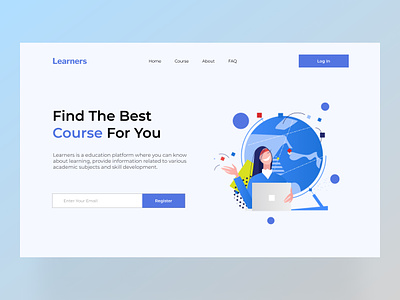 Learners
Home Course About FAQ
Log In
Find The Best
Course For You
Learners is a education platform where you can know
about learning, provide information related to various
academic subjects and skill development.
Enter Your Email
Register